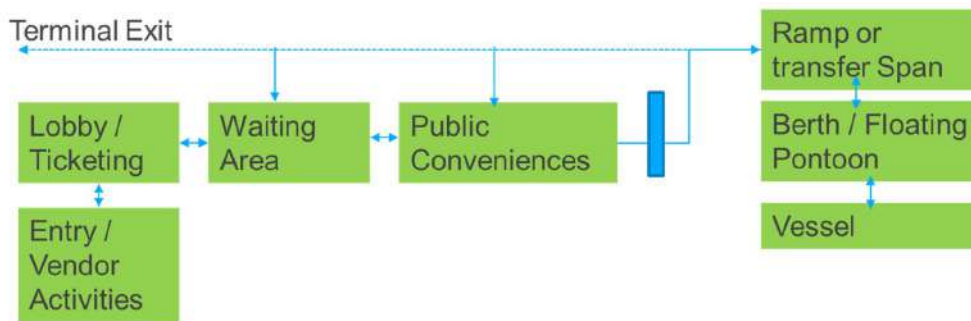 Terminal Exit
Ramp or
transfer Span
Lobby /
Ticketing
Waiting
Area
Public
Conveniences
Berth / Floating
Pontoon
Vessel
Entry /
Vendor
Activities